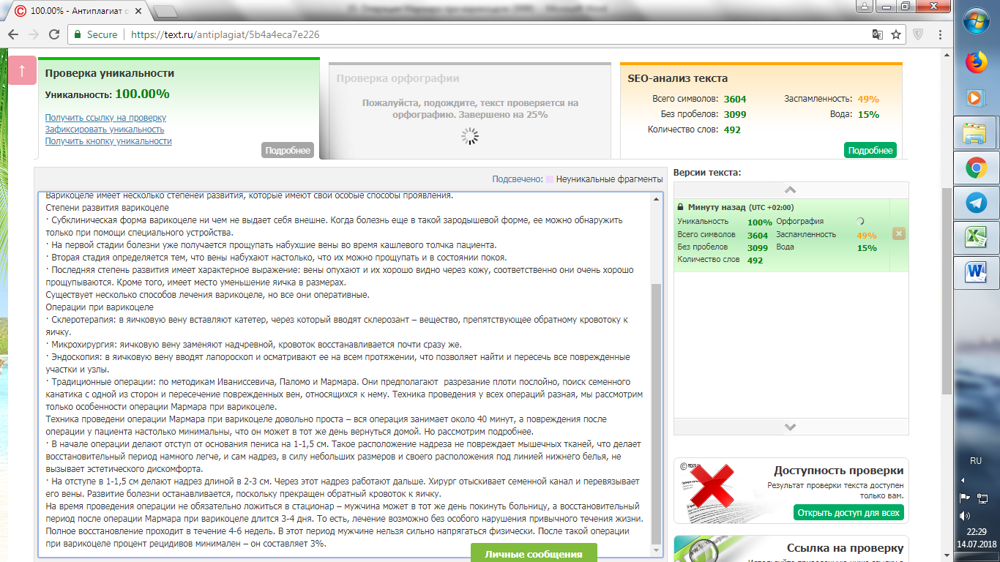 100.00% - Антиплагиат о
Secure
https://text.ru/antiplagiat/5b4a4eca7e226
↑
Проверка уникальности
Уникальность: 100.00%
Получить ссылку на проверку
Зафиксировать уникальность
Получить кнопку уникальности
Подробнее
Проверка орфографии
Пожалуйста, подождите, текст проверяется на
орфографию. Завершено на 25%
SEO-анализ текста
Всего символов: 3604 Заспамленность: 49%
Без пробелов: 3099 Вода: 15%
Количество слов: 492
Подробнее
Подсвечено: Неуникальные фрагменты
Варикоцеле имеет несколько степеней развития, которые имеют свои особые способы проявления.
Степени развития варикоцеле
· Субклиническая форма варикоцеле ни чем не выдает себя внешне. Когда болезнь еще в такой зародышевой форме, ее можно обнаружить
только при помощи специального устройства.
· На первой стадии болезни уже получается прощупать набухшие вены во время кашлевого толчка пациента.
· Вторая стадия определяется тем, что вены набухают настолько, что их можно прощупать и в состоянии покоя.
· Последняя степень развития имеет характерное выражение: вены опухают и их хорошо видно через кожу, соответственно они очень хорошо
прощупываются. Кроме того, имеет место уменьшение яичка в размерах.
Существует несколько способов лечения варикоцеле, но все они оперативные.
Операции при варикоцеле
· Склеротерапия: в яичковую вену вставляют катетер, через который вводят склерозант – вещество, препятствующее обратному кровотоку к
яичку.
· Микрохирургия: яичковую вену заменяют надчревной, кровоток восстанавливается почти сразу же.
· Эндоскопия: в яичковую вену вводят лапороскоп и осматривают ее на всем протяжении, что позволяет найти и пересечь все поврежденные
участки и узлы.
· Традиционные операции: по методикам Иваниссевича, Паломо и Мармара. Они предполагают разрезание плоти послойно, поиск семенного
канатика с одной из сторон и пересечение поврежденных вен, относящихся к нему. Техника проведения у всех операций разная, мы рассмотрим
только особенности операции Мармара при варикоцеле.
Техника проведени операции Мармара при варикоцеле довольно проста – вся операция занимает около 40 минут, а повреждения после
операции у пациента настолько минимальны, что он может в тот же день вернуться домой. Но рассмотрим подробнее.
· В начале операции делают отступ от основания пениса на 1-1,5 см. Такое расположение надреза не повреждает мышечных тканей, что делает
восстановительный период намного легче, и сам надрез, в силу небольших размеров и своего расположения под линией нижнего белья, не
вызывает эстетического дискомфорта.
· На отступе в 1-1,5 см делают надрез длиной в 2-3 см. Через этот надрез работают дальше. Хирург отыскивает семенной канал и перевязывает
его вены. Развитие болезни останавливается, поскольку прекращен обратный кровоток к яичку.
На время проведения операции не обязательно ложиться в стационар – мужчина может в тот же день покинуть больницу, а восстановительный
период после операции Мармара при варикоцеле длится 3-4 дня. То есть, лечение возможно без особого нарушения привычного течения жизни.
Полное восстановление проходит в течение 4-6 недель. В этот период мужчине нельзя сильно напрягаться физически. После такой операции
при варикоцеле процент рецидивов минимален – он составляет 3%.
Личные сообщения
Версии текста:
Минуту назад (UTC +02:00)
Уникальность 100% Орфография
Всего символов 3604 Заспамленность 49%
Без пробелов 3099 Вода 15%
Количество слов 492
Доступность проверки
Результат проверки текста доступен
только вам.
Открыть доступ для всех
Ссылка на проверку
RU
22:29
14.07.2018